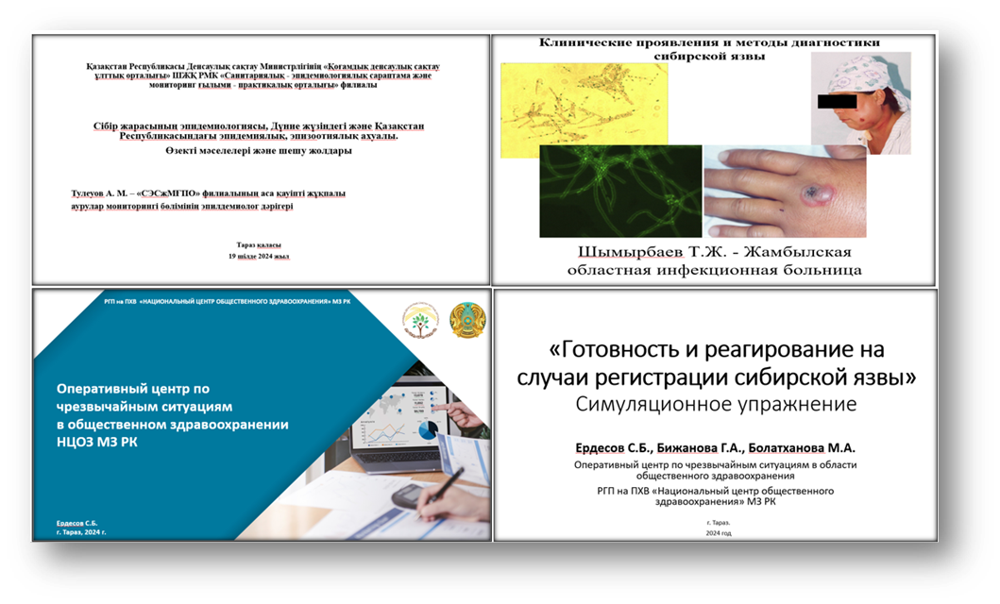 Қазақстан Республикасы Денсаулық сақтау Министрлігінің «Қоғамдық денсаулық сақтау
ұлттық орталығы» ШЖҚ РМК «Санитариялық - эпидемиологиялық сараптама және
мониторинг ғылыми - практикалық орталығы» филиалы
Сібір жарасының эпидемиологиясы, Дүние жүзіндегі және Қазақстан
Республикасындағы эпидемиялық, эпизоотиялық ахуалы.
Өзекті мәселелері және шешу жолдары
Тулеуов А. М. – «СЭСжМҒПО» филиалының аса қауіпті жұқпалы
аурулар мониторингі бөлімінің эпилдемиолог дәрігері
Тараз қаласы
19 шілде 2024 жыл
Клинические проявления и методы диагностики
сибирской язвы
Шымырбаев Т.Ж. - Жамбылская
областная инфекционная больница
РГП на ПХВ «НАЦИОНАЛЬНЫЙ ЦЕНТР ОБЩЕСТВЕННОГО ЗДРАВООХРАНЕНИЯ» МЗ РК
Оперативный центр по
чрезвычайным ситуациям
в общественном здравоохранении
НЦОЗ МЗ РК
Ердесов С.Б.
г. Тараз, 2024 г.
«Готовность и реагирование на
случаи регистрации сибирской язвы»
Симуляционное упражнение
Ердесов С.Б., Бижанова Г.А., Болатханова М.А.
Оперативный центр по чрезвычайным ситуациям в области
общественного здравоохранения
РГП на ПХВ «Национальный центр общественного
здравоохранения» МЗ РК
г. Тараз.
2024 год